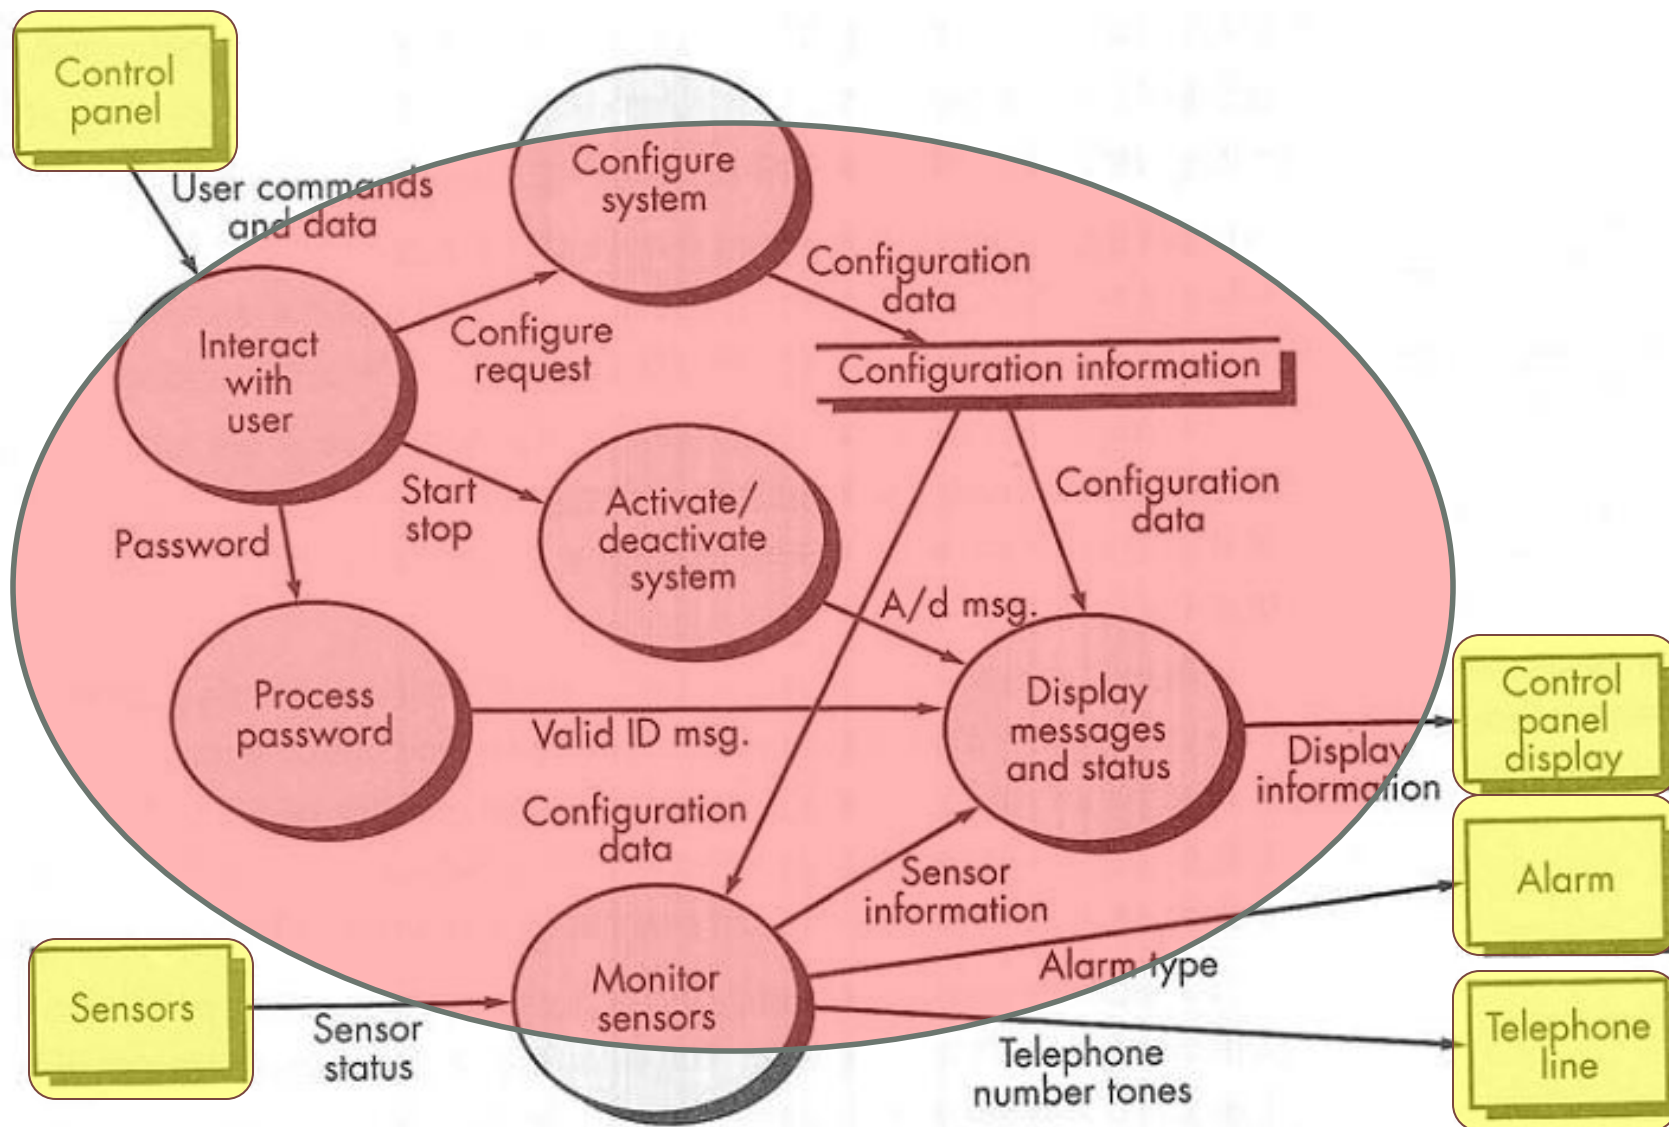 Control
panel
User commands
and data
Configure
system
Configuration
data
Interact
with
user
Configure
request
Configuration information
Start
stop
Activate/
deactivate
system
Configuration
data
Password
A/d msg.
Process
password
Valid ID msg.
Display
messages
and status
Display
information
Control
panel
display
Configuration
data
Sensor
information
Alarm
Alarm type
Sensors
Sensor
status
Monitor
sensors
Telephone
number tones
Telephone
line